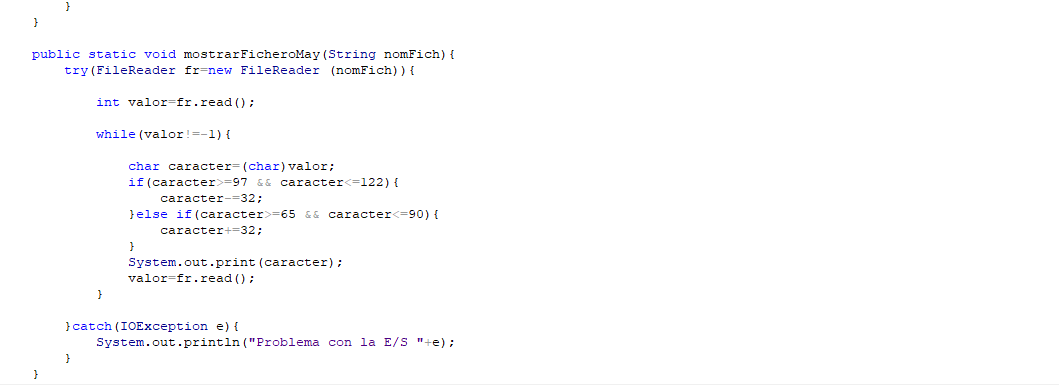 }
}
public static void mostrarFicheroMay(String nomFich){
try(FileReader fr=new FileReader (nomFich)){
int valor=fr.read();
while(valor!=-1){
char caracter=(char)valor;
if(caracter>=97 && caracter<=122){
caracter-=32;
}else if(caracter>=65 && caracter<=90){
caracter+=32;
}
System.out.print(caracter);
valor=fr.read();
}
}catch(IOException e){
System.out.println("Problema con la E/S "+e);
}
}